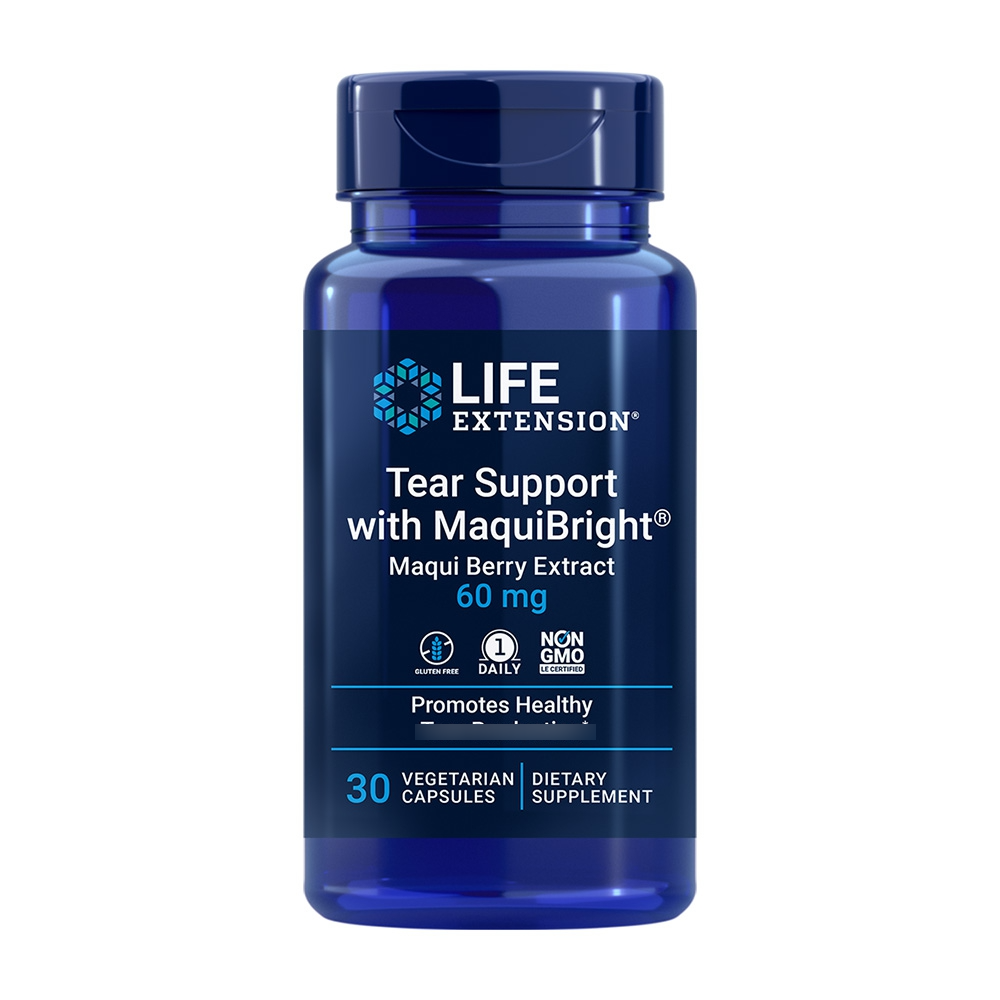 LIFE
EXTENSION®
Tear Support
with MaquiBright®
Maqui Berry Extract
60 mg
GLUTEN FREE
1
DAILY
NON
GMO
LE CERTIFIED
Promotes Healthy
30 VEGETARIAN
CAPSULES
DIETARY
SUPPLEMENT